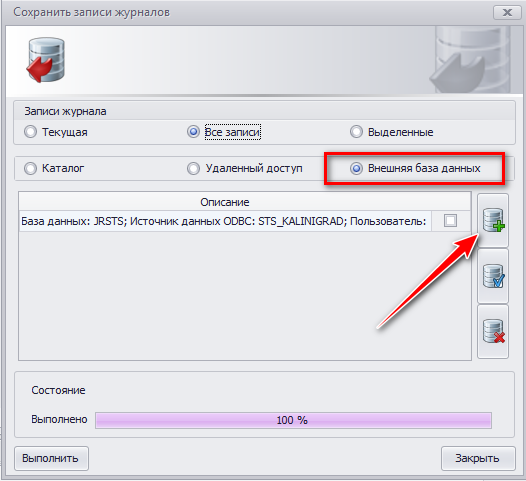 Сохранить записи журналов
Записи журнала
Текущая Все записи Выделенные
Каталог Удаленный доступ Внешняя база данных
Описание
База данных: JRSTS; Источник данных ODBC: STS_KALINIGRAD; Пользователь:
Состояние
Выполнено 100 %
Выполнить Закрыть